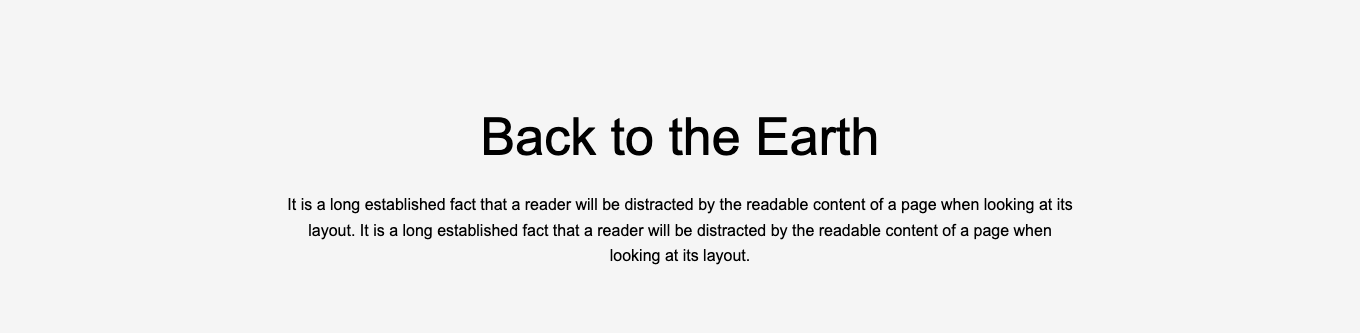 Back to the Earth
It is a long established fact that a reader will be distracted by the readable content of a page when looking at its
layout. It is a long established fact that a reader will be distracted by the readable content of a page when
looking at its layout.